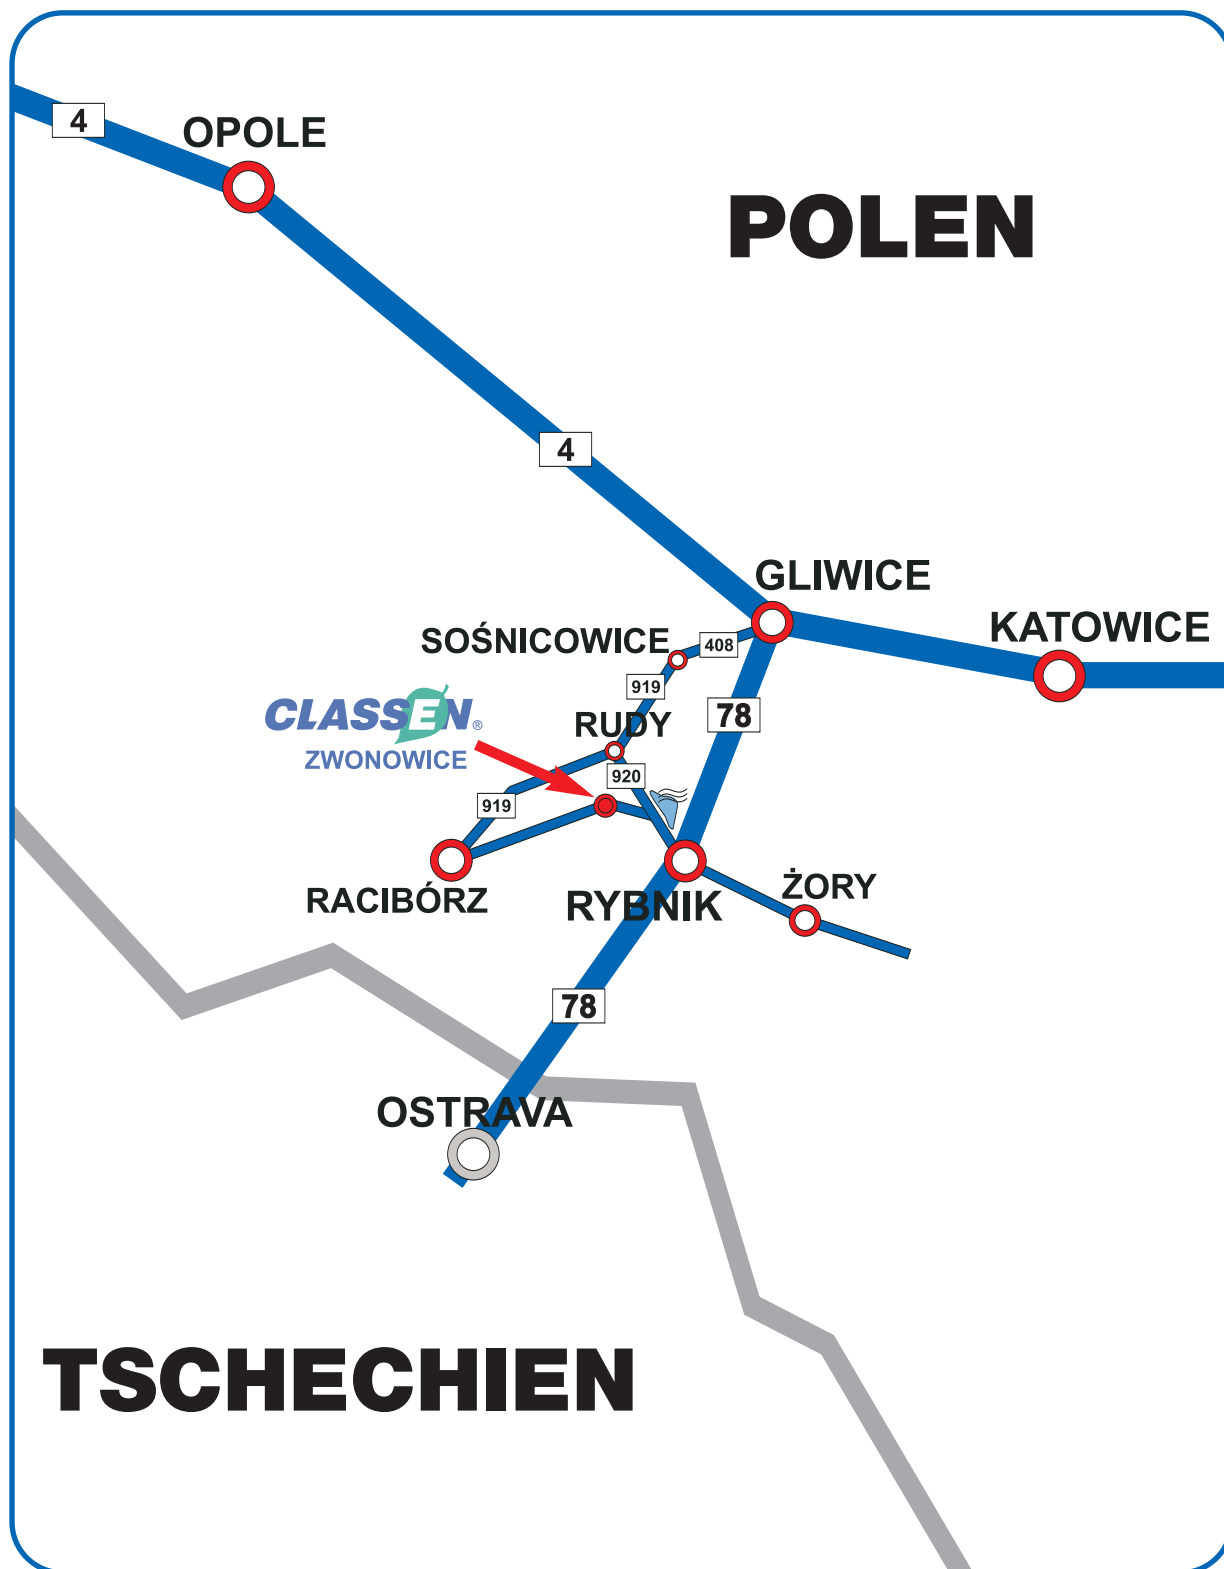 4
OPOLE
POLEN
4
GLIWICE
KATOWICE
SOŚNICOWICE
408
919
78
CLASSEN®
RUDY
ZWONOWICE
920
919
ŻORY
RACIBÓRZ
RYBNIK
78
OSTRAVA
TSCHECHIEN